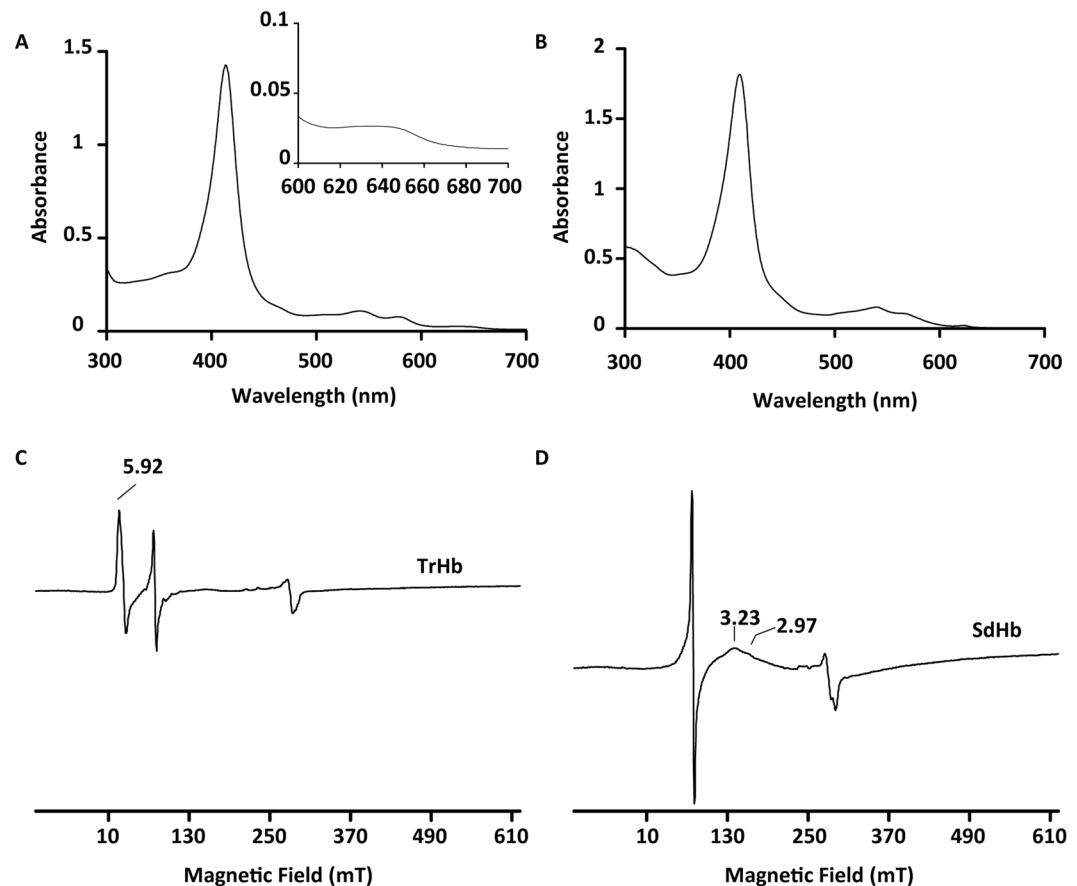 A
1.5
1
0.5
0
Absorbance
300 400 500 600 700
Wavelength (nm)
0.1
0.05
0
600 620 640 660 680 700
B
2
1.5
1
0.5
0
Absorbance
300 400 500 600 700
Wavelength (nm)
C
5.92
TrHb
10 130 250 370 490 610
Magnetic Field (mT)
D
3.23
2.97
SdHb
10 130 250 370 490 610
Magnetic Field (mT)